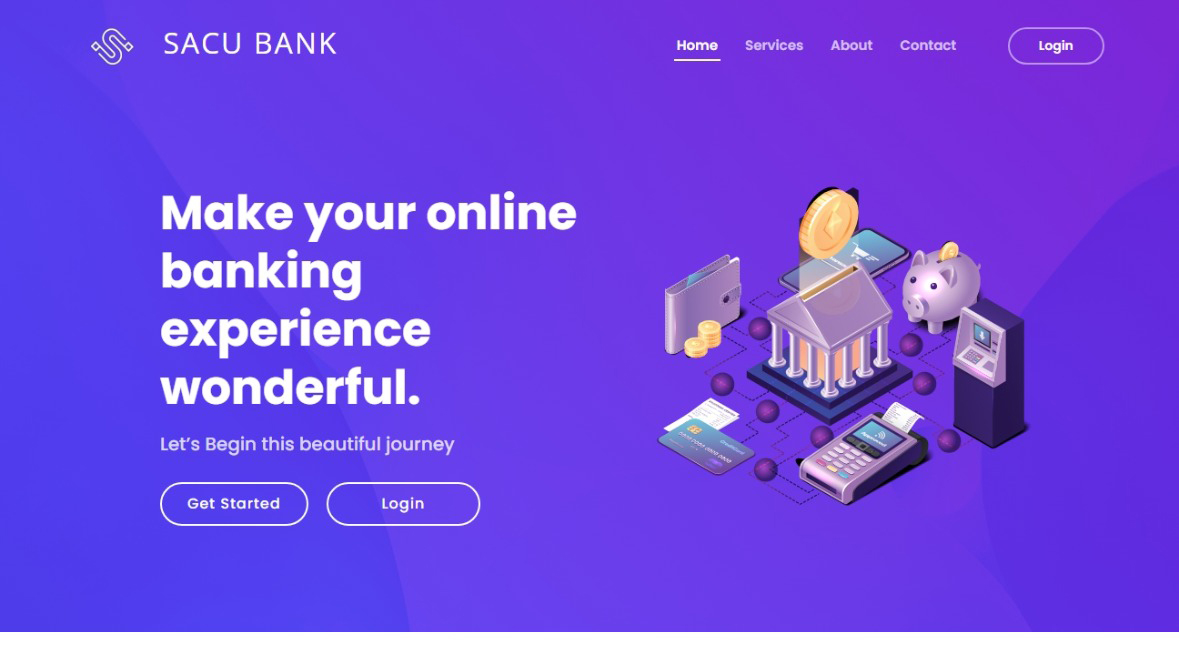 SACU BANK
Home Services About Contact Login
Make your online
banking
experience
wonderful.
Let’s Begin this beautiful journey
Get Started Login
Approved